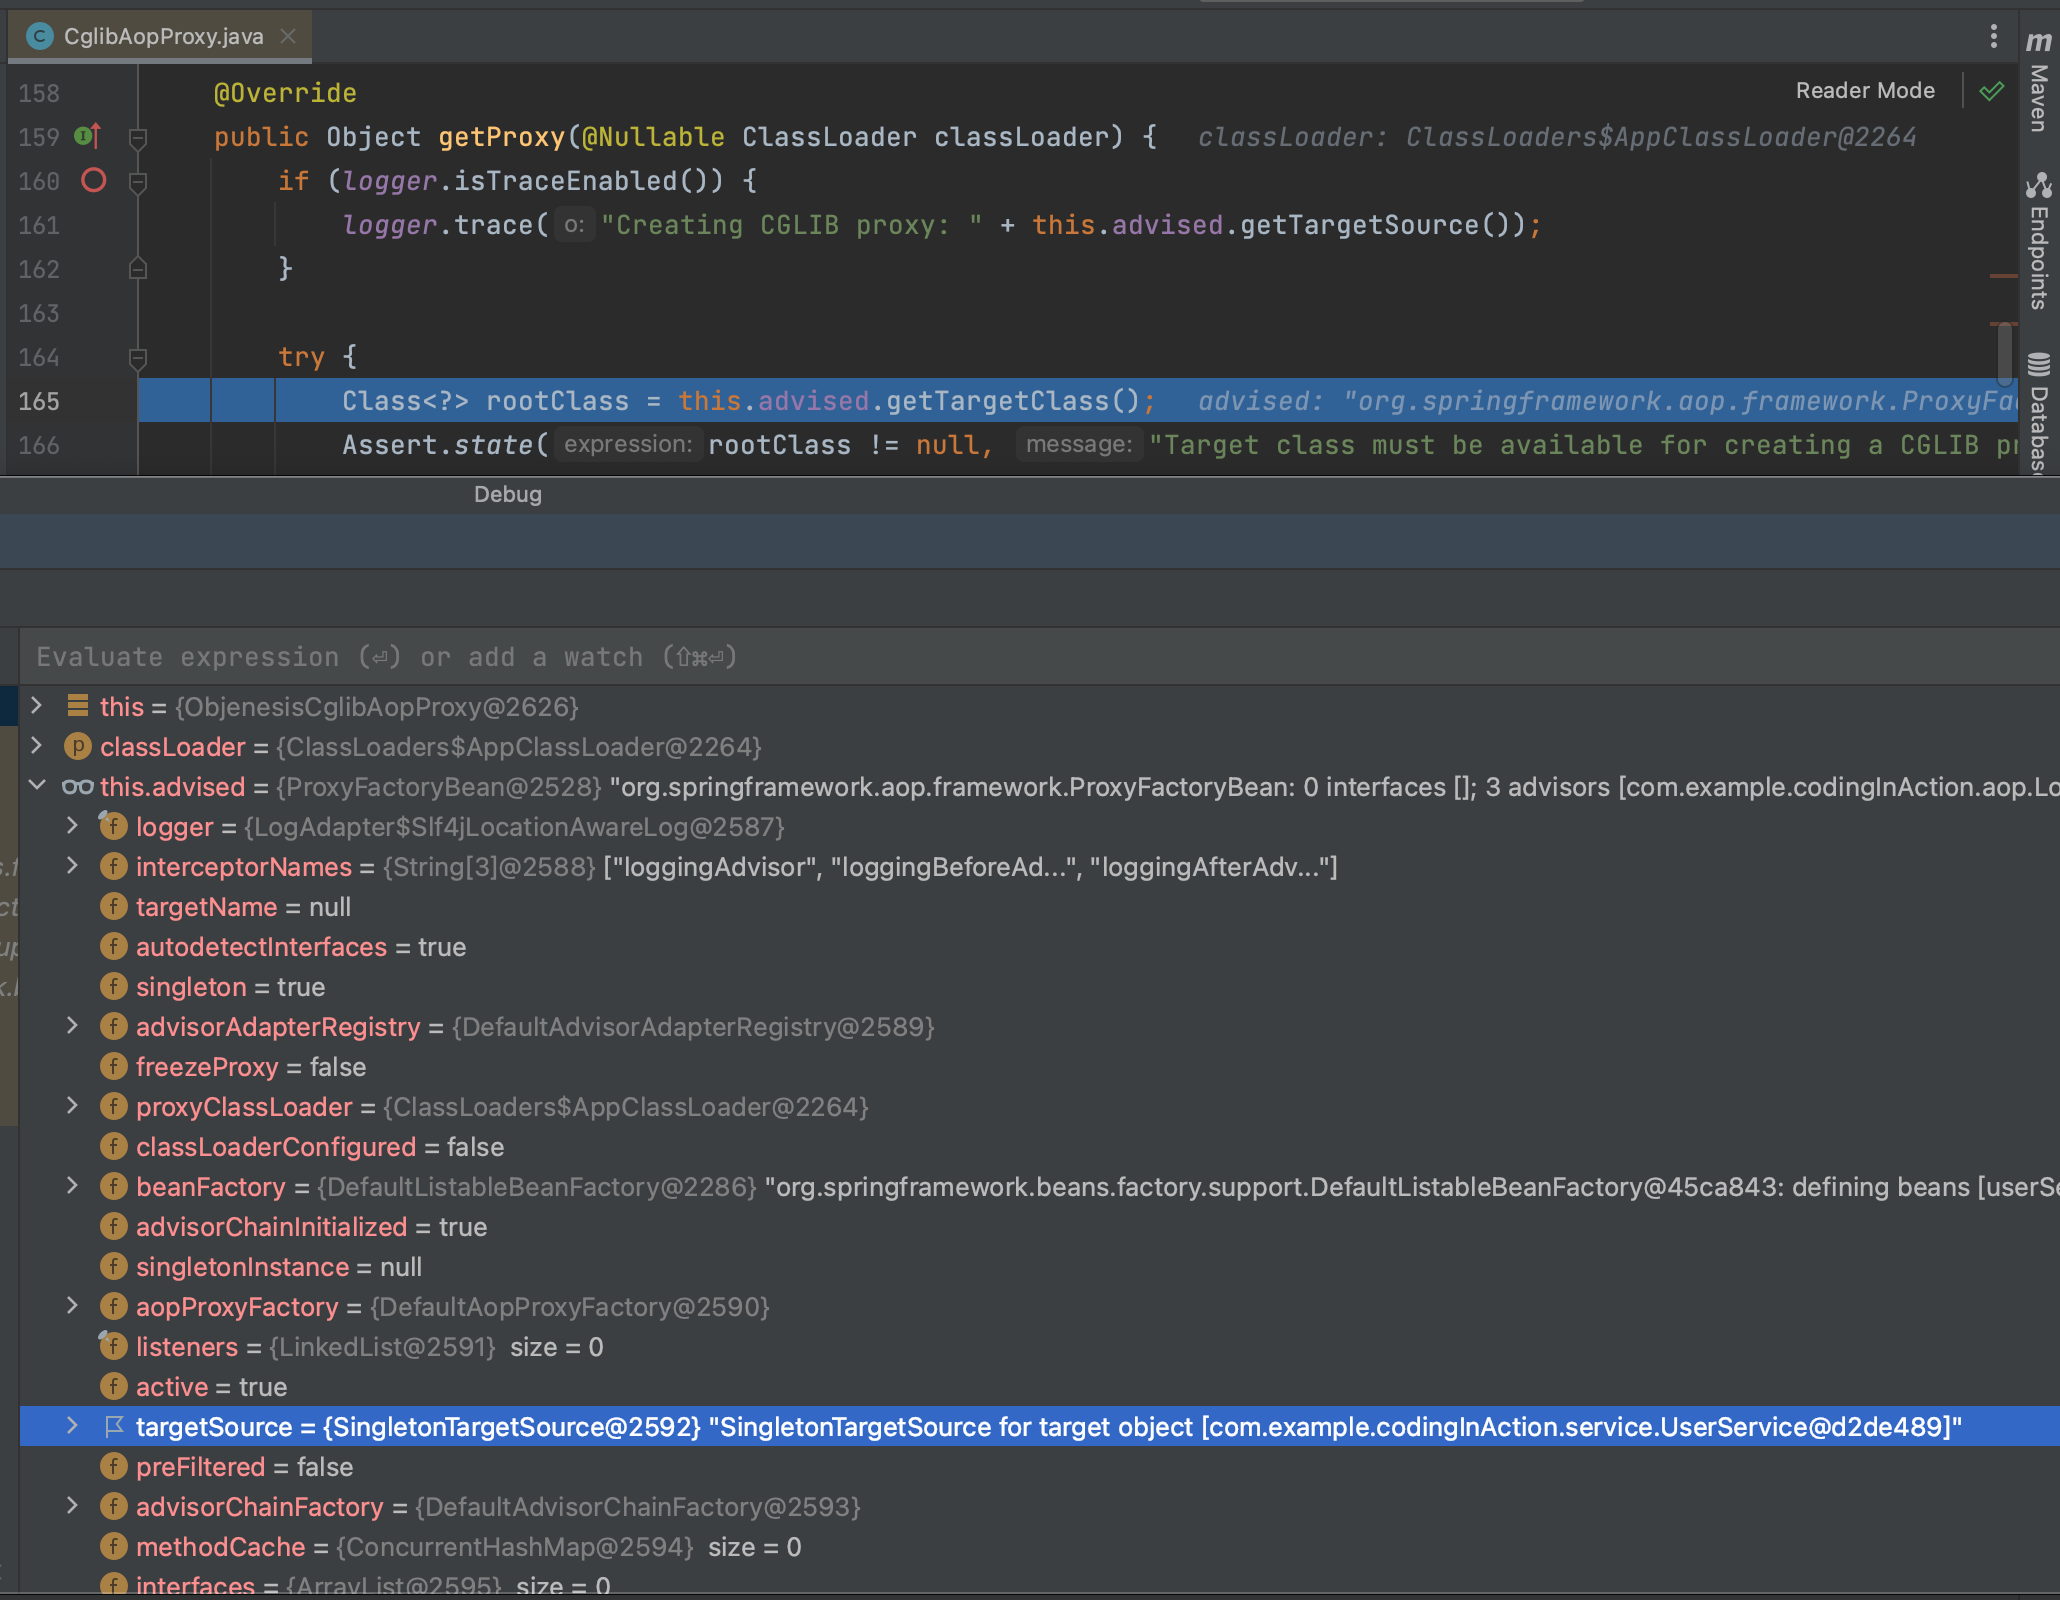 CglibAopProxy.java
Reader Mode
158 @Override
159 public Object getProxy(@Nullable ClassLoader classLoader) { classLoader: ClassLoaders$AppClassLoader@2264
160 if (logger.isTraceEnabled()) {
161 logger.trace( o: "Creating CGLIB proxy: " + this.advised.getTargetSource());
162 }
163
164 try {
165 Class<?> rootClass = this.advised.getTargetClass(); advised: "org.springframework.aop.framework.ProxyFa
166 Assert.state( expression: rootClass != null, message: "Target class must be available for creating a CGLIB pr
m Maven
Endpoints
Database
Debug
Evaluate expression (⏎) or add a watch (⇧⌘⏎)
this = {ObjenesisCglibAopProxy@2626}
p classLoader = {ClassLoaders$AppClassLoader@2264}
this.advised = {ProxyFactoryBean@2528} "org.springframework.aop.framework.ProxyFactoryBean: 0 interfaces []; 3 advisors [com.example.codingInAction.aop.Lo
f logger = {LogAdapter$Slf4jLocationAwareLog@2587}
f interceptorNames = {String[3]@2588} ["loggingAdvisor", "loggingBeforeAd...", "loggingAfterAdv..."]
f targetName = null
f autodetectInterfaces = true
f singleton = true
f advisorAdapterRegistry = {DefaultAdvisorAdapterRegistry@2589}
f freezeProxy = false
f proxyClassLoader = {ClassLoaders$AppClassLoader@2264}
f classLoaderConfigured = false
f beanFactory = {DefaultListableBeanFactory@2286} "org.springframework.beans.factory.support.DefaultListableBeanFactory@45ca843: defining beans [userSe
f advisorChainInitialized = true
f singletonInstance = null
f aopProxyFactory = {DefaultAopProxyFactory@2590}
f listeners = {LinkedList@2591} size = 0
f active = true
targetSource = {SingletonTargetSource@2592} "SingletonTargetSource for target object [com.example.codingInAction.service.UserService@d2de489]"
f preFiltered = false
f advisorChainFactory = {DefaultAdvisorChainFactory@2593}
f methodCache = {ConcurrentHashMap@2594} size = 0
f interfaces = {ArrayList@2595} size = 0